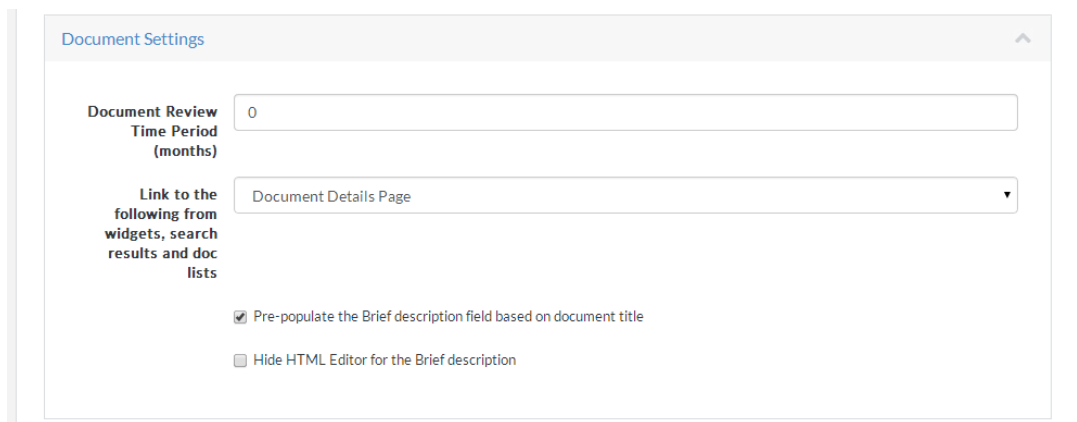 Document Settings
Document Review
Time Period
(months)
0
Link to the
following from
widgets, search
results and doc
lists
Document Details Page
Pre-populate the Brief description field based on document title
Hide HTML Editor for the Brief description